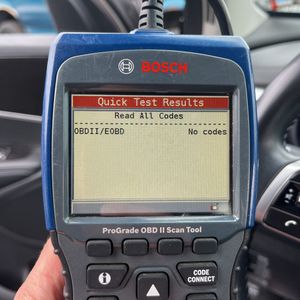 BOSCH
Quick Test Results
Read All Codes
OBDII/EOBD No codes
ProGrade OBD II Scan Tool
CODE
CONNECT
i